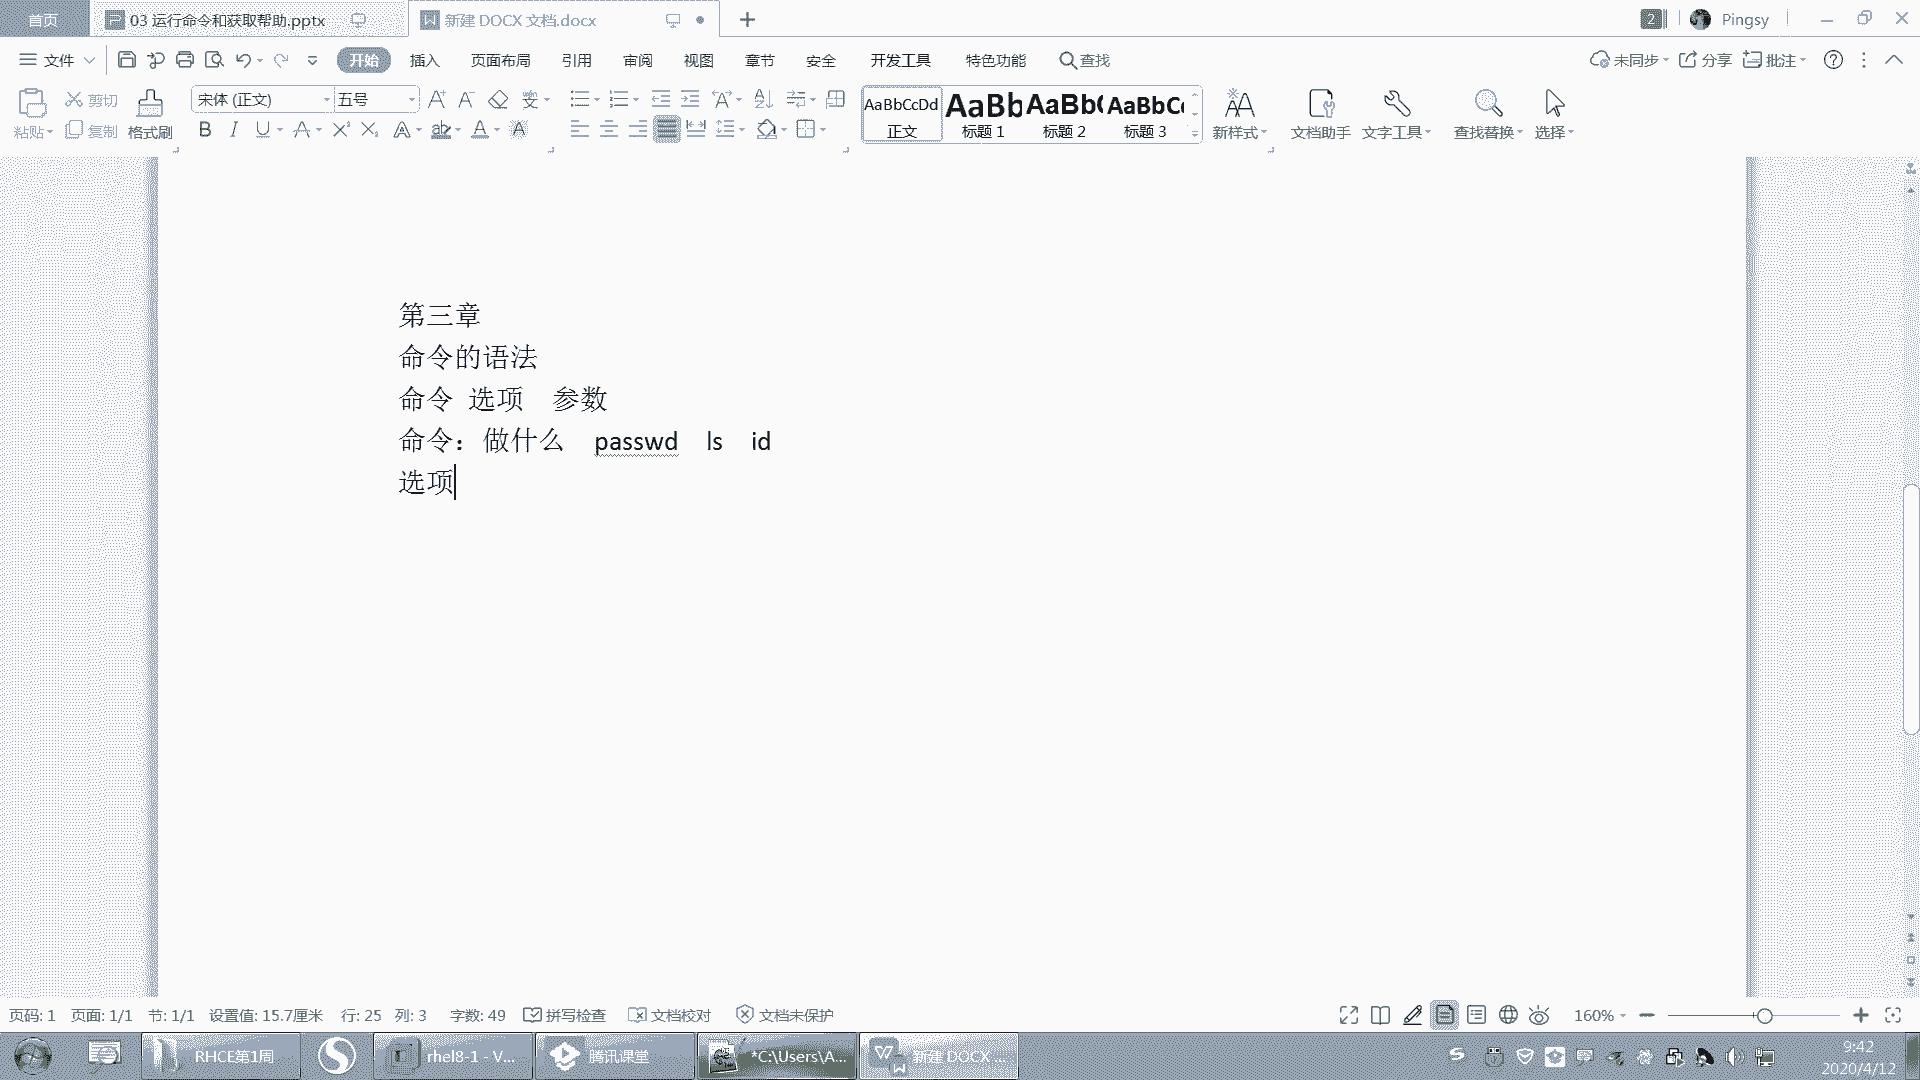 首页
03 运行命令和获取帮助.pptx
新建 DOCX 文档.docx
2
Pingsy
文件
开始
插入
页面布局
引用
审阅
视图
章节
安全
开发工具
特色功能
查找
未同步
分享
批注
粘贴
剪切
复制
格式刷
宋体 (正文)
五号
AaBbCcDd
正文
标题 1
标题 2
标题 3
新样式
文档助手
文字工具
查找替换
选择
第三章
命令的语法
命令 选项 参数
命令：做什么 passwd ls id
选项
页码: 1 页面: 1/1 节: 1/1 设置值: 15.7厘米 行: 25 列: 3 字数: 49 拼写检查 文档校对 文档未保护
160%
RHCE第1周
rhel8-1 - V...
腾讯课堂
*C:\Users\A...
新建 DOCX ...
9:42
2020/4/12